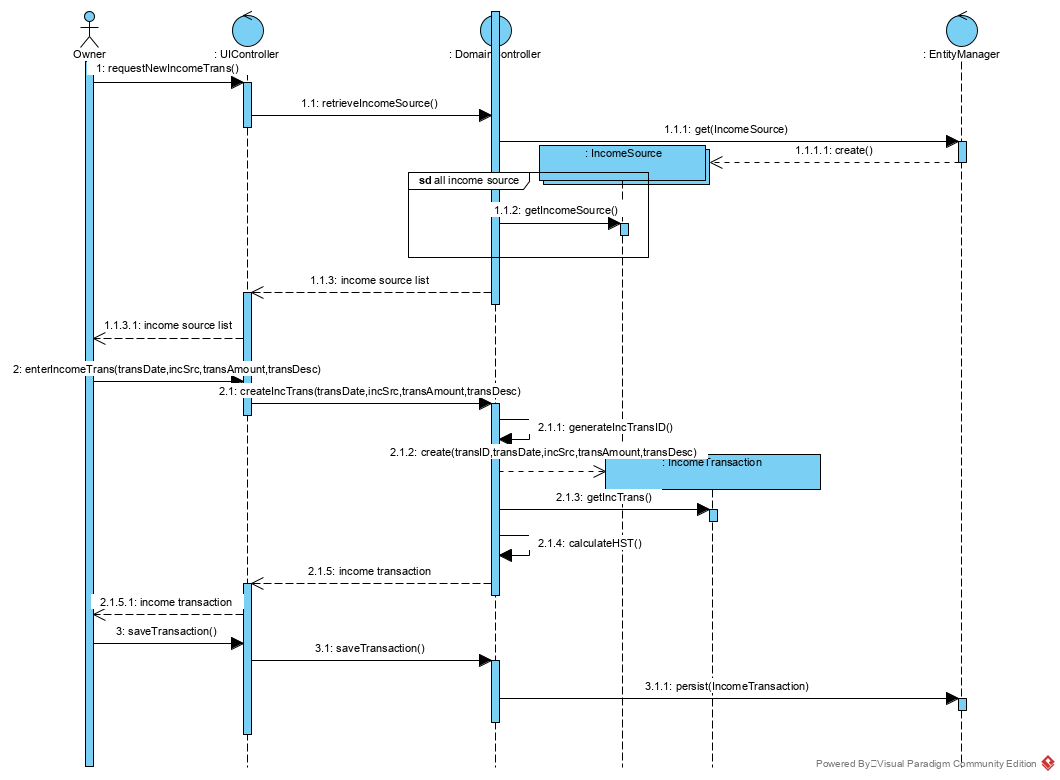 Owner
: UIController
: DomainController
: EntityManager
1: requestNewIncomeTrans()
1.1: retrieveIncomeSource()
1.1.1: get(IncomeSource)
1.1.1.1: create()
: IncomeSource
sd all income source
1.1.2: getIncomeSource()
1.1.3: income source list
1.1.3.1: income source list
2: enterIncomeTrans(transDate,incSrc,transAmount,transDesc)
2.1: createIncTrans(transDate,incSrc,transAmount,transDesc)
2.1.1: generateIncTransID()
2.1.2: create(transID,transDate,incSrc,transAmount,transDesc)
: IncomeTransaction
2.1.3: getIncTrans()
2.1.4: calculateHST()
2.1.5: income transaction
2.1.5.1: income transaction
3: saveTransaction()
3.1: saveTransaction()
3.1.1: persist(IncomeTransaction)
Powered By Visual Paradigm Community Edition